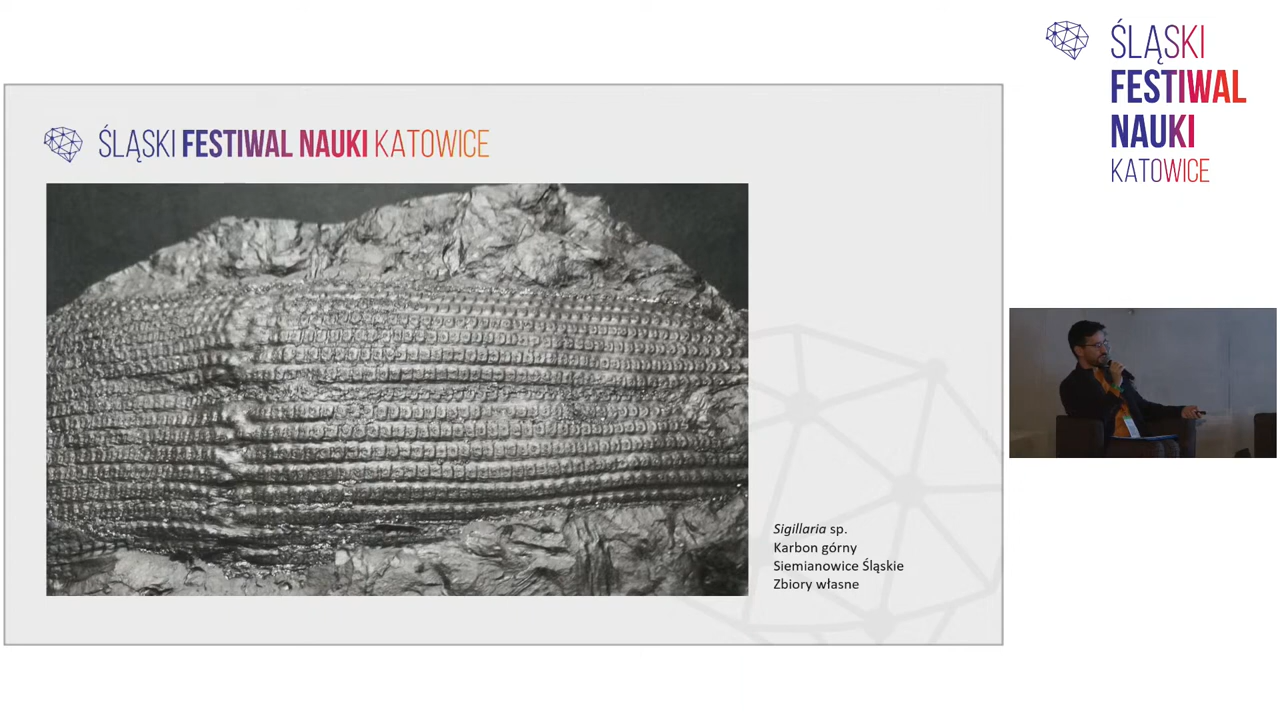 ŚLĄSKI FESTIWAL NAUKI KATOWICE
Sigillaria sp.
Karbon górny
Siemianowice Śląskie
Zbiory własne
ŚLĄSKI
FESTIWAL
NAUKI
KATOWICE